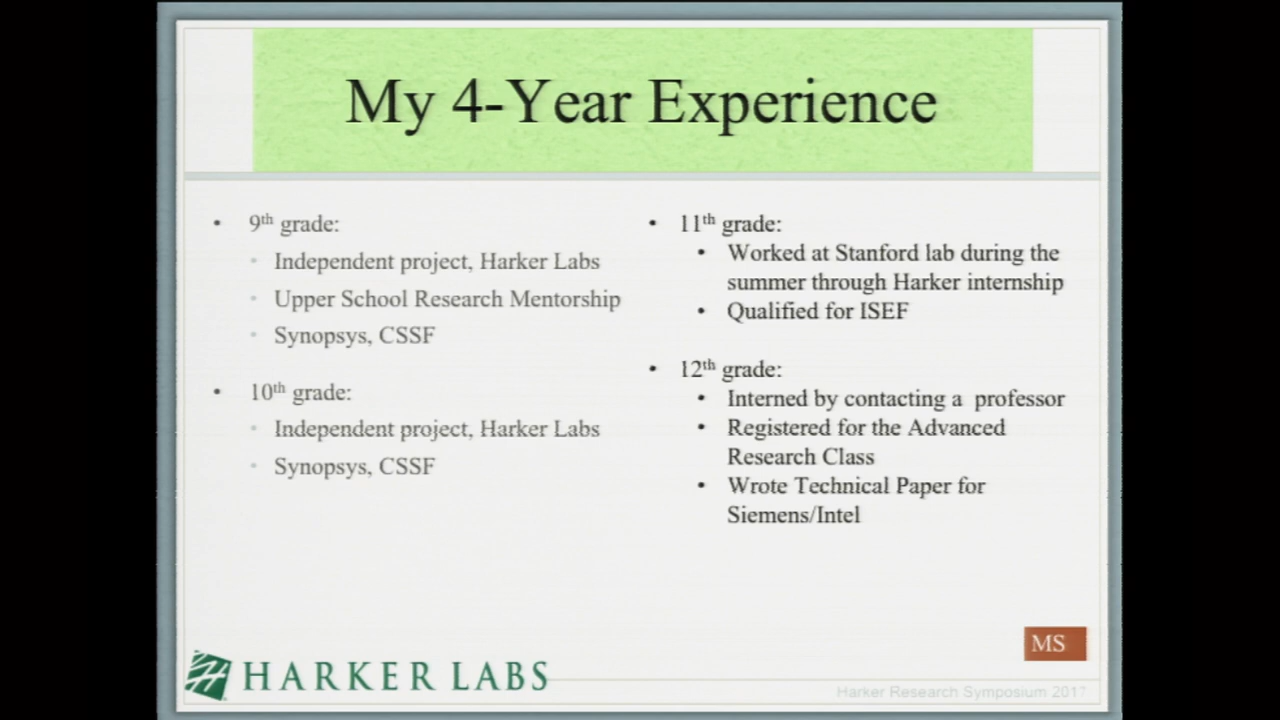 My 4-Year Experience
• 9th grade:
• Independent project, Harker Labs
• Upper School Research Mentorship
• Synopsys, CSSF
• 10th grade:
• Independent project, Harker Labs
• Synopsys, CSSF
• 11th grade:
• Worked at Stanford lab during the
summer through Harker internship
• Qualified for ISEF
• 12th grade:
• Interned by contacting a professor
• Registered for the Advanced
Research Class
• Wrote Technical Paper for
Siemens/Intel
MS
HARKER LABS
Harker Research Symposium 2017